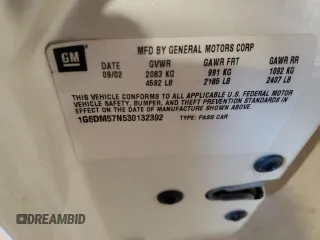 GM
MFD BY GENERAL MOTORS CORP
DATE GVWR GAWR FRT GAWR RR
09/02 2083 KG 991 KG 1092 KG
4592 LB 2185 LB 2407 LB
THIS VEHICLE CONFORMS TO ALL APPLICABLE U.S. FEDERAL MOTOR
VEHICLE SAFETY, BUMPER, AND THEFT PREVENTION STANDARDS IN
EFFECT ON THE DATE OF MANUFACTURE SHOWN ABOVE.
1G6DM57N530132392 TYPE: PASS CAR
DREAMBID